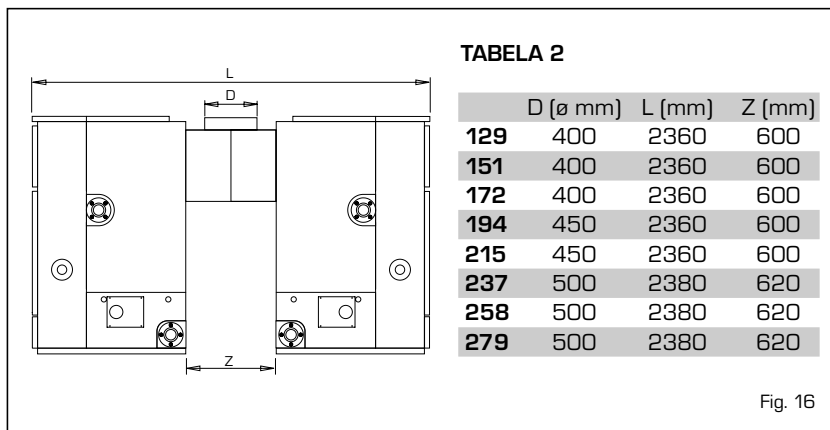 L
D
Z
TABELA 2
D (ø mm) L (mm) Z (mm)
129 400 2360 600
151 400 2360 600
172 400 2360 600
194 450 2360 600
215 450 2360 600
237 500 2380 620
258 500 2380 620
279 500 2380 620
Fig. 16